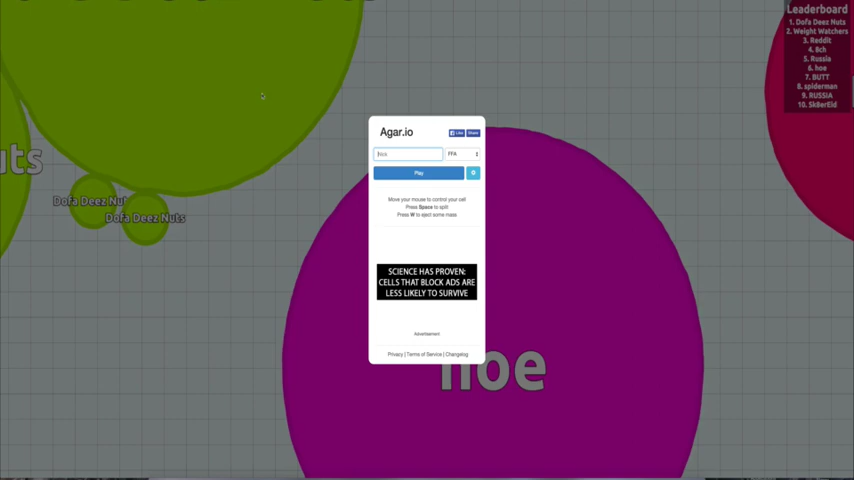 Leaderboard
1. Dofa Deez Nuts
2. Weight Watchers
3. Reddit
4. 8ch
5. Russia
6. hoe
7. BUTT
8. spiderman
9. RUSSIA
10. SkBerEid
Agar.io
Like Share
Nick
FFA
Play
Move your mouse to control your cell
Press Space to split
Press W to eject some mass
uts
Dofa Deez Nut
Dofa Deez Nuts
SCIENCE HAS PROVEN:
CELLS THAT BLOCK ADS ARE
LESS LIKELY TO SURVIVE
Advertisement
Privacy | Terms of Service | Changelog
hoe